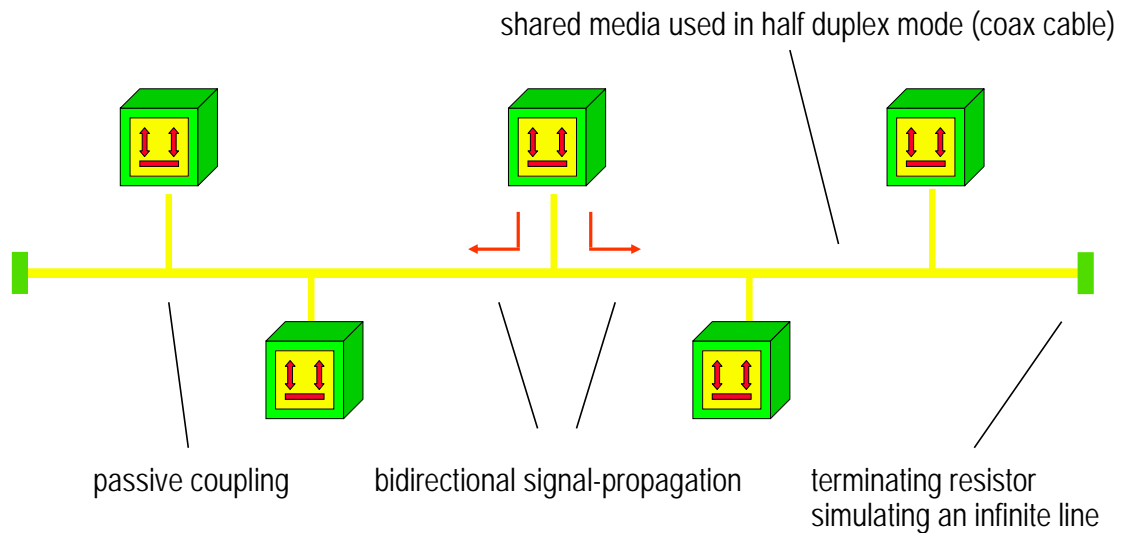 shared media used in half duplex mode (coax cable)
passive coupling
bidirectional signal-propagation
terminating resistor
simulating an infinite line